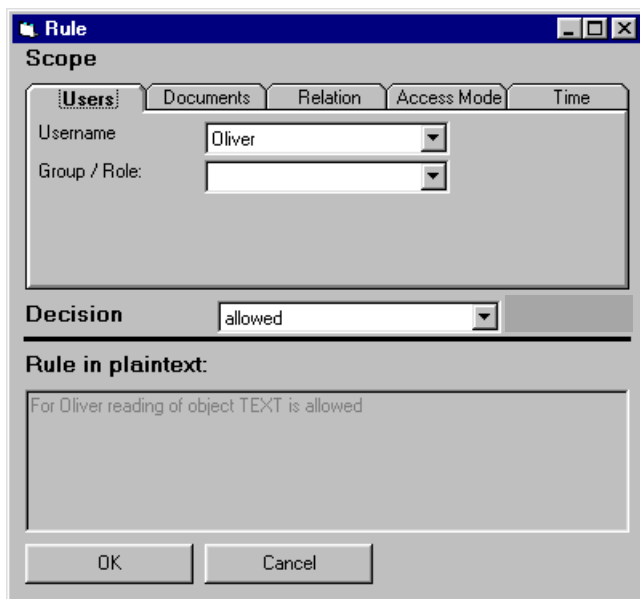 Rule
Scope
Users Documents Relation Access Mode Time
Username Oliver
Group / Role:
Decision allowed
Rule in plaintext:
For Oliver reading of object TEXT is allowed
OK Cancel